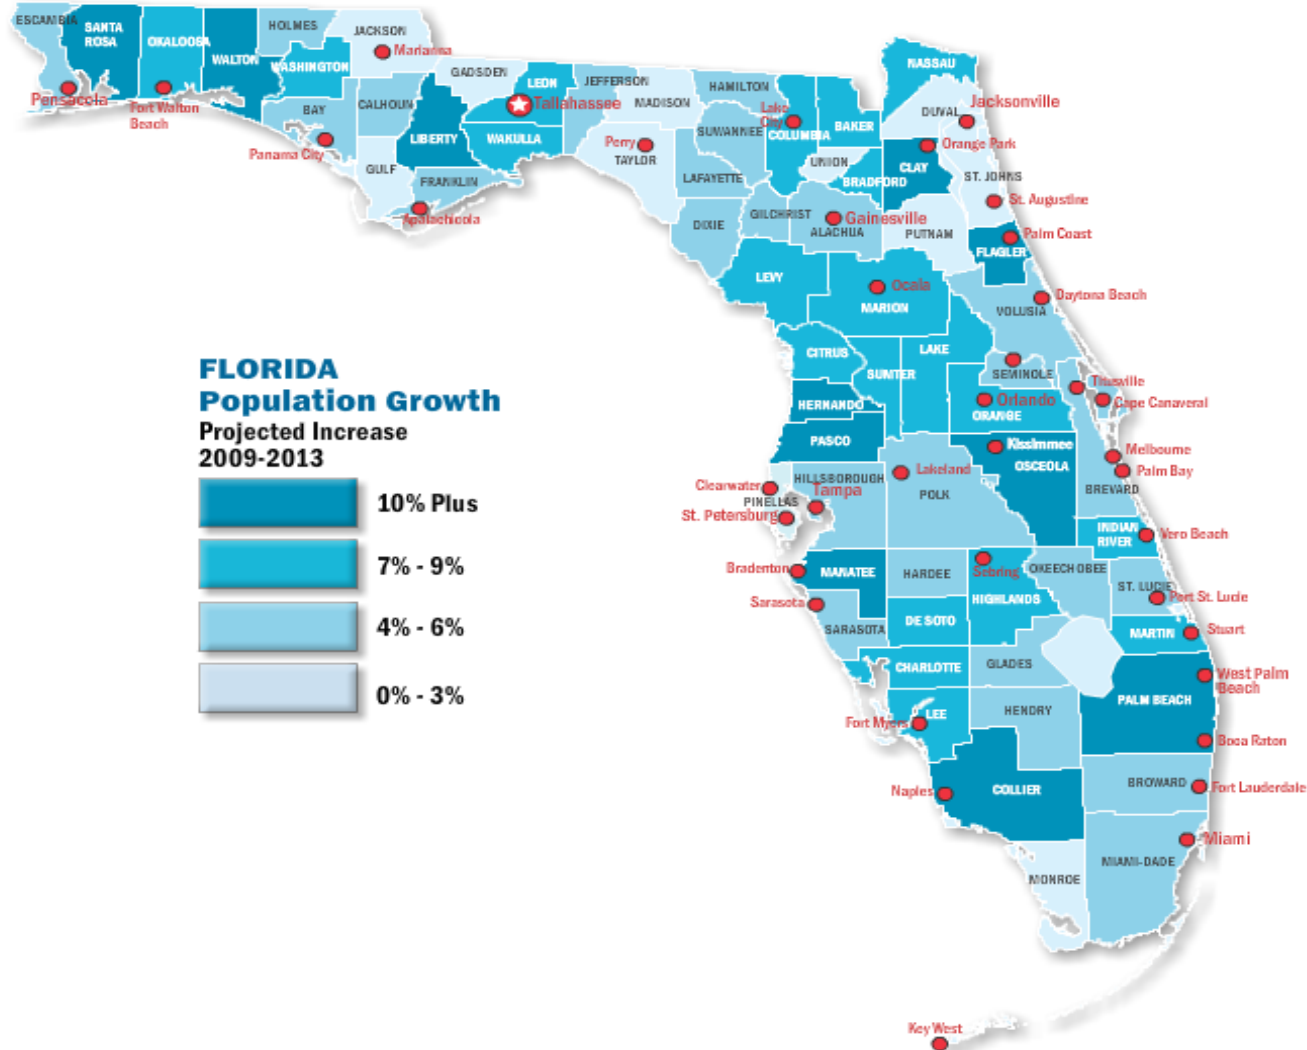 ESCAMBIA
SANTA
ROSA
OKALOOSA
WALTON
HOLMES
WASHINGTON
JACKSON
Marianna
Pensacola
Fort Walton
Beach
BAY
CALHOUN
Panama City
GULF
LIBERTY
GADSDEN
LEON
Tallahassee
WAKULLA
FRANKLIN
Apalachicola
JEFFERSON
MADISON
Perry
TAYLOR
HAMILTON
SUWANNEE
LAFAYETTE
DIXIE
Lake
City
COLUMBIA
BAKER
NASSAU
DUVAL
Jacksonville
UNION
BRADFORD
CLAY
Orange Park
ST. JOHNS
St. Augustine
GILCHRIST
Gainesville
ALACHUA
PUTNAM
Palm Coast
FLAGLER
LEVY
Ocala
MARION
Daytona Beach
VOLUSIA
CITRUS
SUMTER
LAKE
SEMINOLE
Titusville
Cape Canaveral
Orlando
ORANGE
HERNANDO
PASCO
Kissimmee
OSCEOLA
Melbourne
Palm Bay
BREVARD
FLORIDA
Population Growth
Projected Increase
2009-2013
10% Plus
7% - 9%
4% - 6%
0% - 3%
Clearwater
PINELLAS
St. Petersburg
HILLSBOROUGH
Tampa
Lakeland
POLK
INDIAN
RIVER
Vero Beach
Bradenton
MANATEE
HARDEE
Sebring
HIGHLANDS
OKEECHOBEE
ST. LUCIE
Port St. Lucie
Sarasota
SARASOTA
DE SOTO
MARTIN
Stuart
CHARLOTTE
GLADES
West Palm
Beach
PALM BEACH
Fort Myers
LEE
HENDRY
Boca Raton
Naples
COLLIER
BROWARD
Fort Lauderdale
Miami
MIAMI-DADE
MONROE
Key West